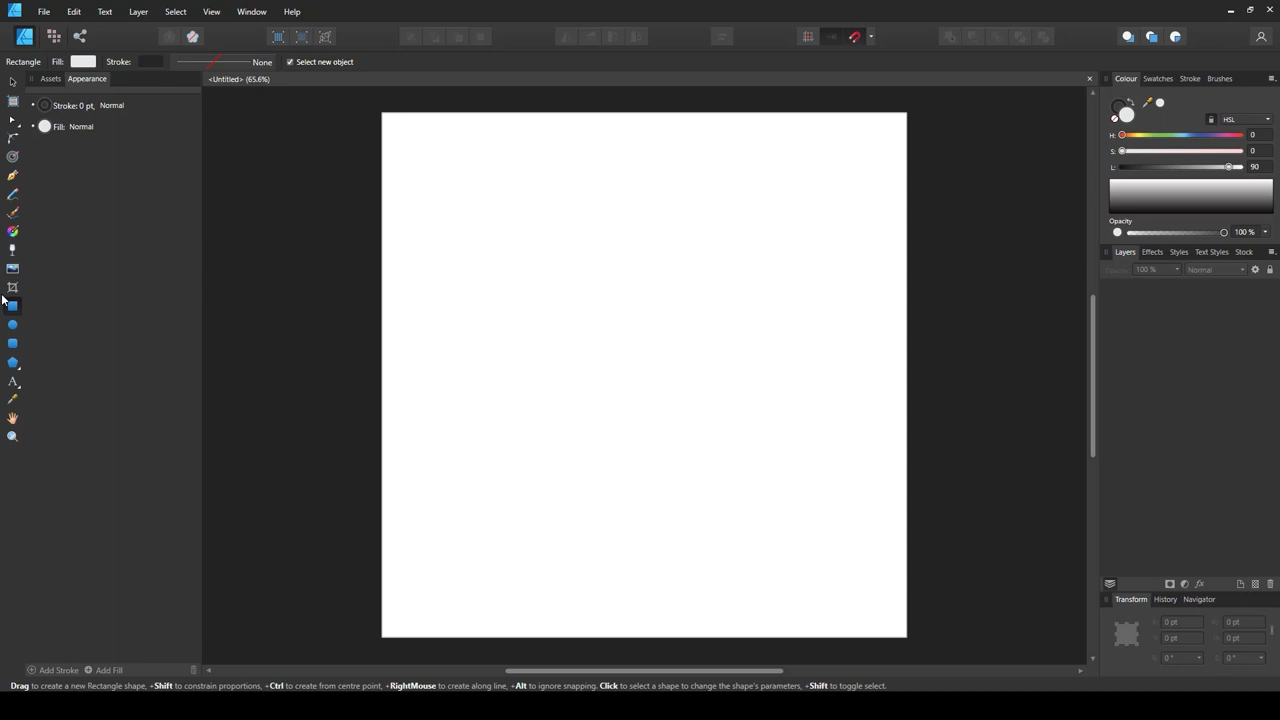 File Edit Text Layer Select View Window Help
Rectangle Fill: Stroke: None Select new object
Assets Appearance <Untitled> (65.6%) Colour Swatches Stroke Brushes
Stroke: 0 pt, Normal
Fill: Normal
HSL
H: 0
S: 0
L: 90
Opacity
100 %
Layers Effects Styles Text Styles Stock
Opacity: 100 % Normal
Transform History Navigator
0 pt 0 pt
0 pt 0 pt
0 ° 0 °
Add Stroke Add Fill
Drag to create a new Rectangle shape, +Shift to constrain proportions, +Ctrl to create from centre point, +RightMouse to create along line, +Alt to ignore snapping. Click to select a shape to change the shape's parameters, +Shift to toggle select.